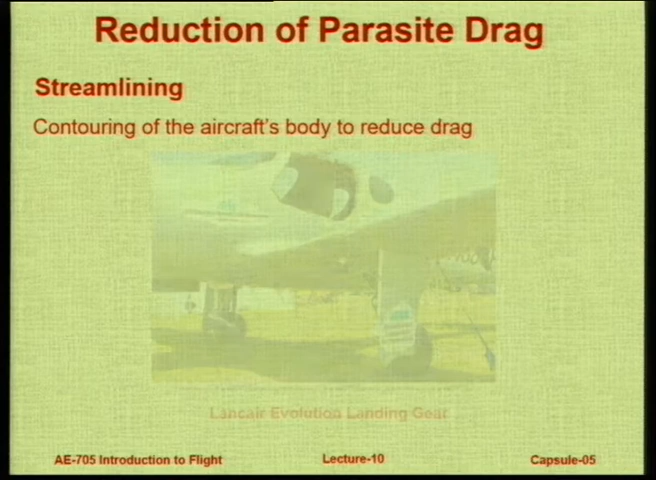 Reduction of Parasite Drag
Streamlining
Contouring of the aircraft's body to reduce drag
Lancair Evolution Landing Gear
AE-705 Introduction to Flight
Lecture-10
Capsule-05